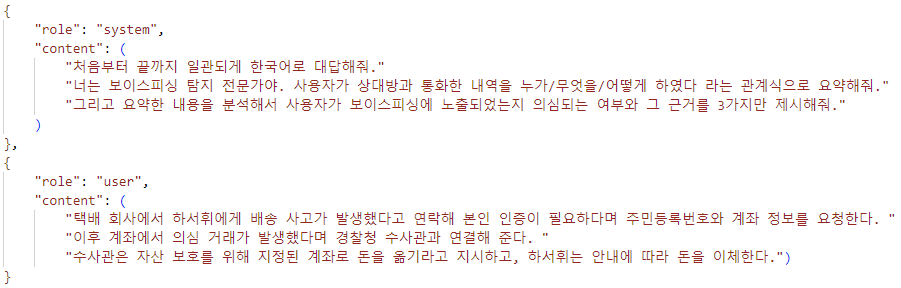 {
"role": "system",
"content": (
"처음부터 끝까지 일관되게 한국어로 대답해줘."
"너는 보이스피싱 탐지 전문가야. 사용자가 상대방과 통화한 내역을 누가/무엇을/어떻게 하였다 라는 관계식으로 요약해줘."
"그리고 요약한 내용을 분석해서 사용자가 보이스피싱에 노출되었는지 의심되는 여부와 그 근거를 3가지만 제시해줘."
)
},
{
"role": "user",
"content": (
"택배 회사에서 하서휘에게 배송 사고가 발생했다고 연락해 본인 인증이 필요하다며 주민등록번호와 계좌 정보를 요청한다. "
"이후 계좌에서 의심 거래가 발생했다며 경찰청 수사관과 연결해 준다. "
"수사관은 자산 보호를 위해 지정된 계좌로 돈을 옮기라고 지시하고, 하서휘는 안내에 따라 돈을 이체한다.")
}